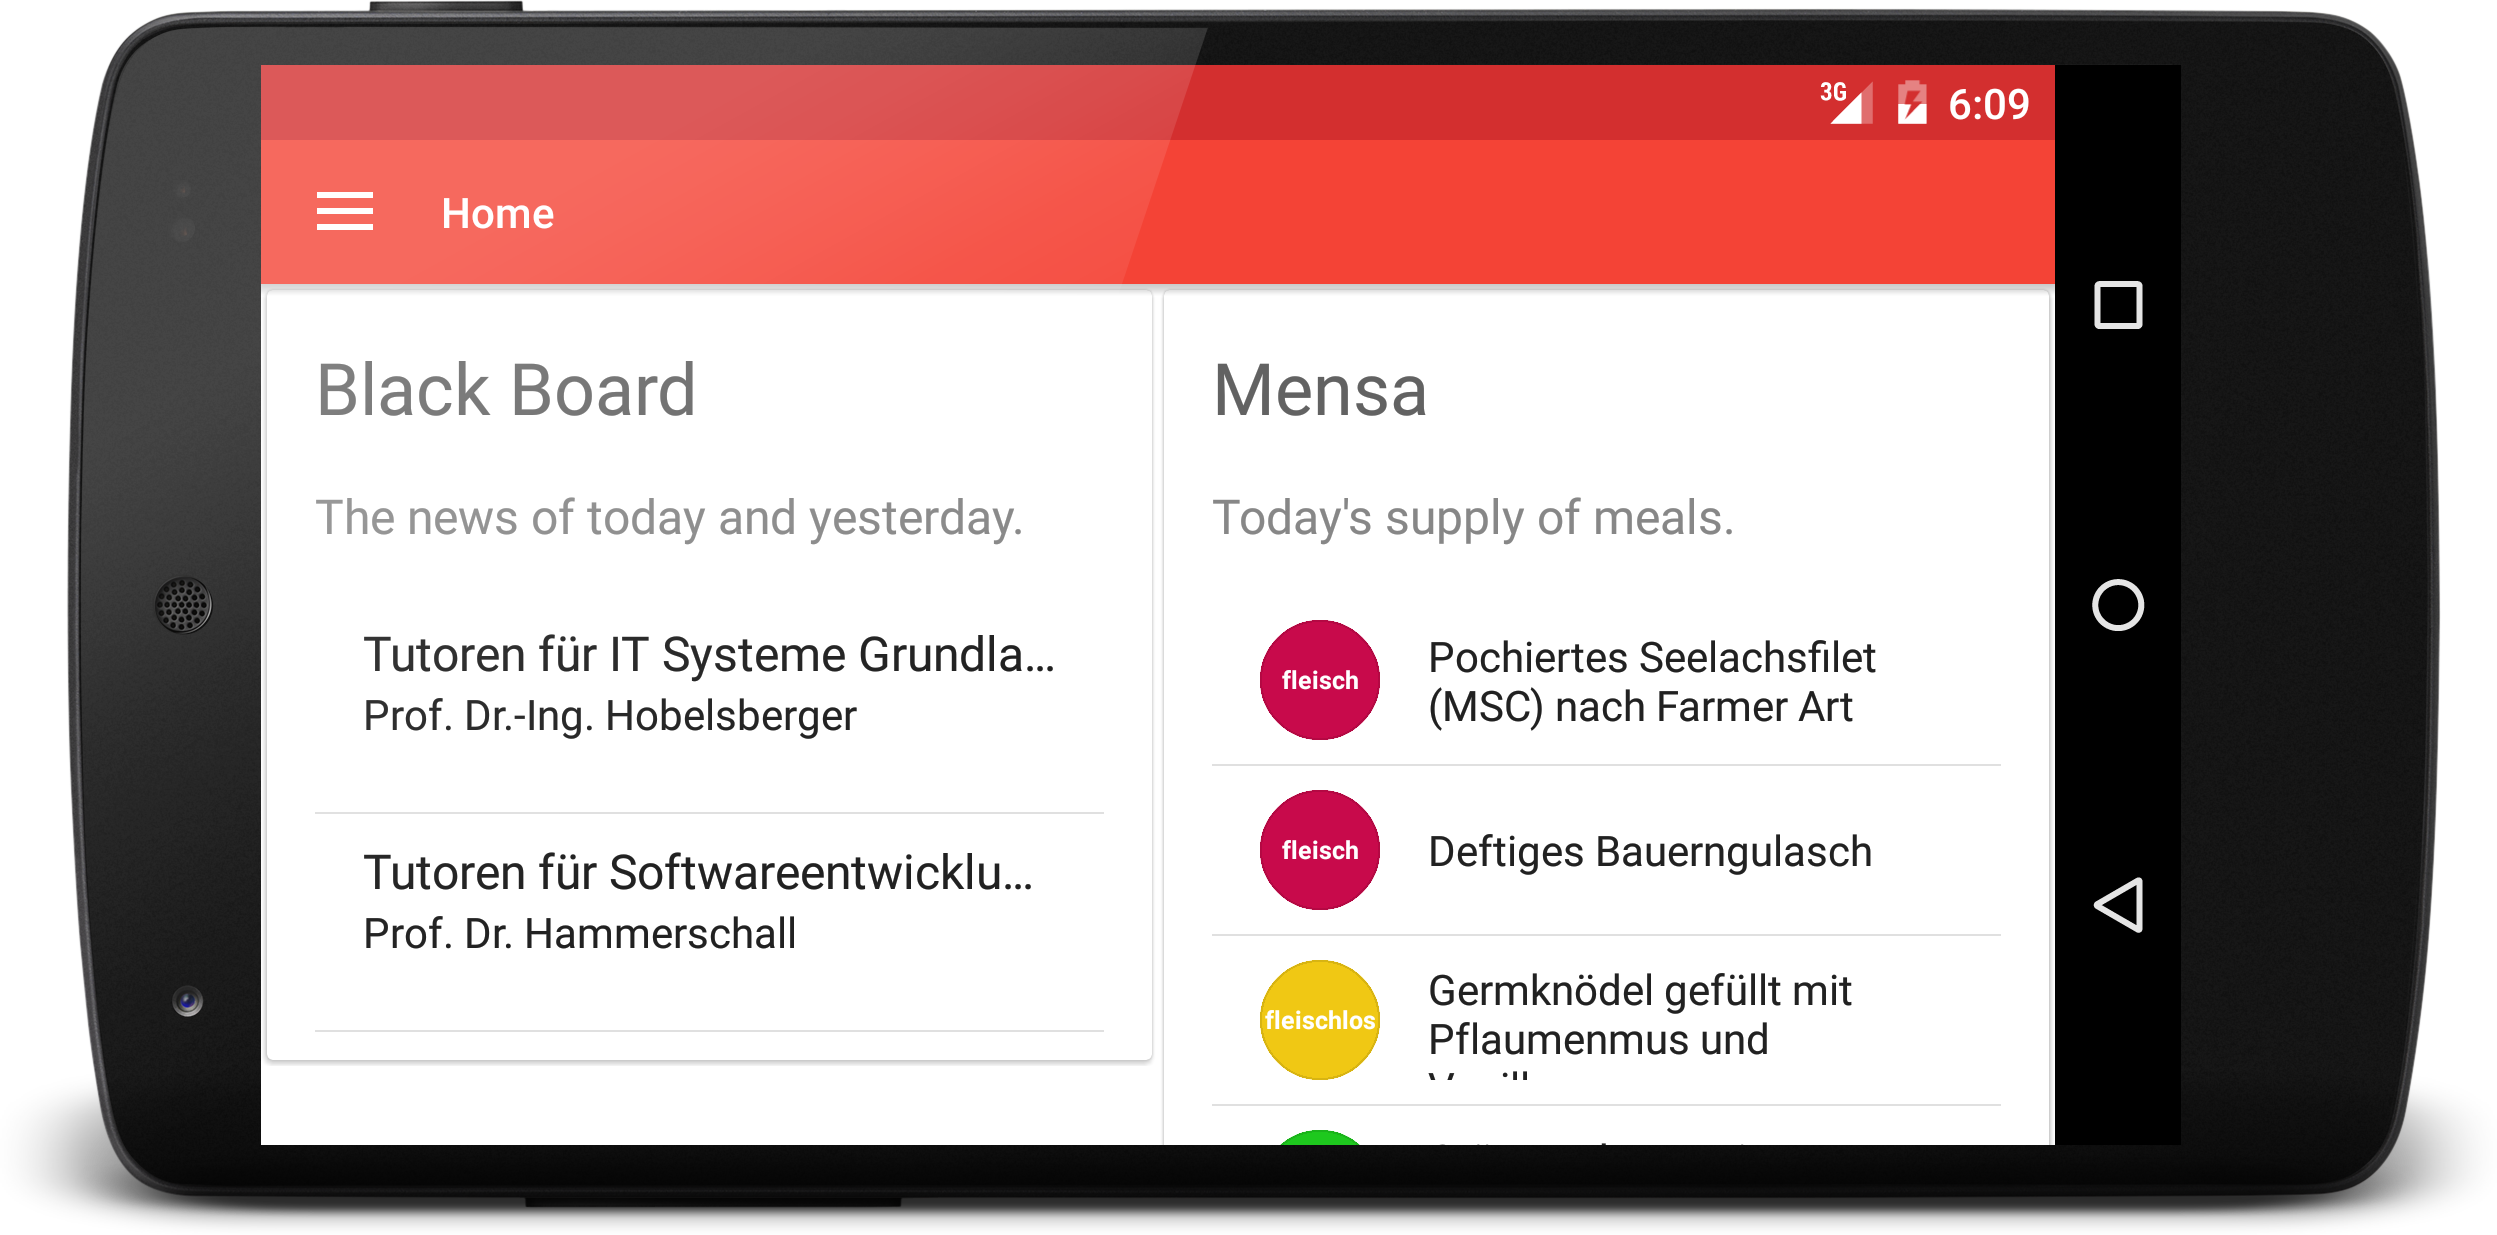 3G
6:09
Home
Black Board
The news of today and yesterday.
Tutoren für IT Systeme Grundla...
Prof. Dr.-Ing. Hobelsberger
Tutoren für Softwareentwicklu...
Prof. Dr. Hammerschall
Mensa
Today's supply of meals.
fleisch
Pochiertes Seelachsfilet
(MSC) nach Farmer Art
fleisch
Deftiges Bauerngulasch
fleischlos
Germknödel gefüllt mit
Pflaumenmus und